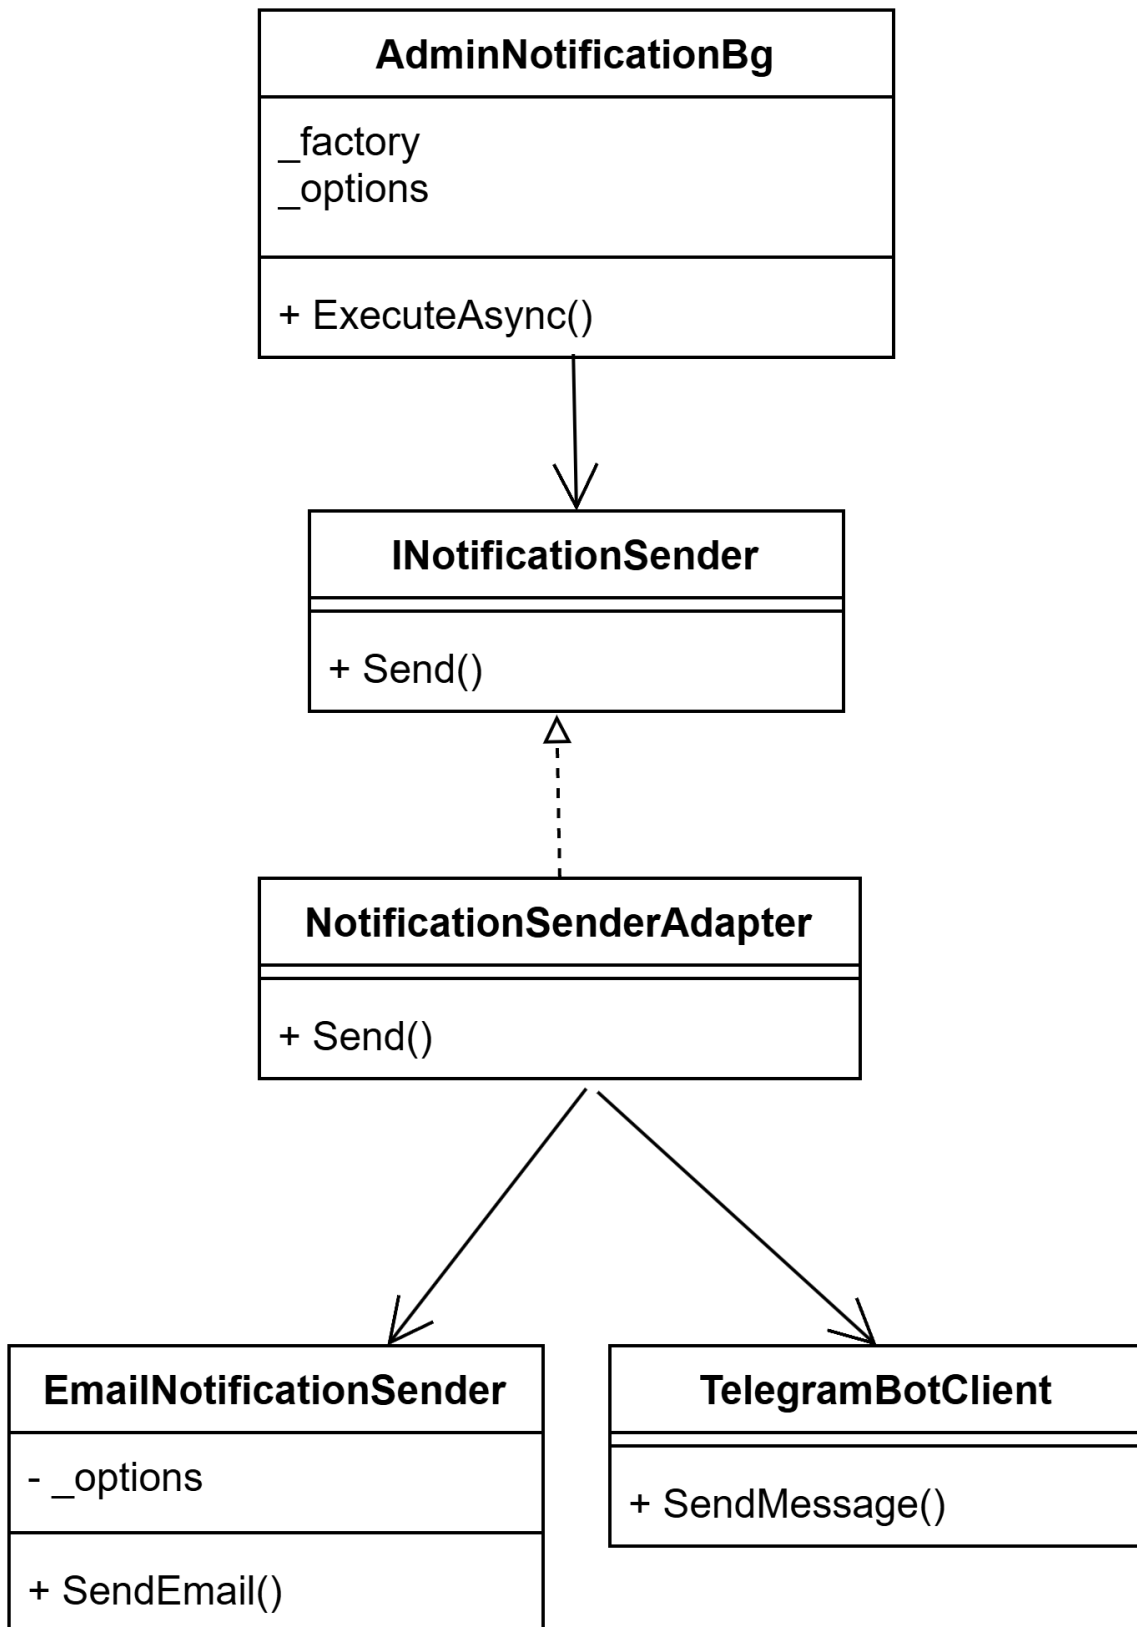 AdminNotificationBg
_factory
_options
+ ExecuteAsync()
INotificationSender
+ Send()
NotificationSenderAdapter
+ Send()
EmailNotificationSender
- _options
+ SendEmail()
TelegramBotClient
+ SendMessage()